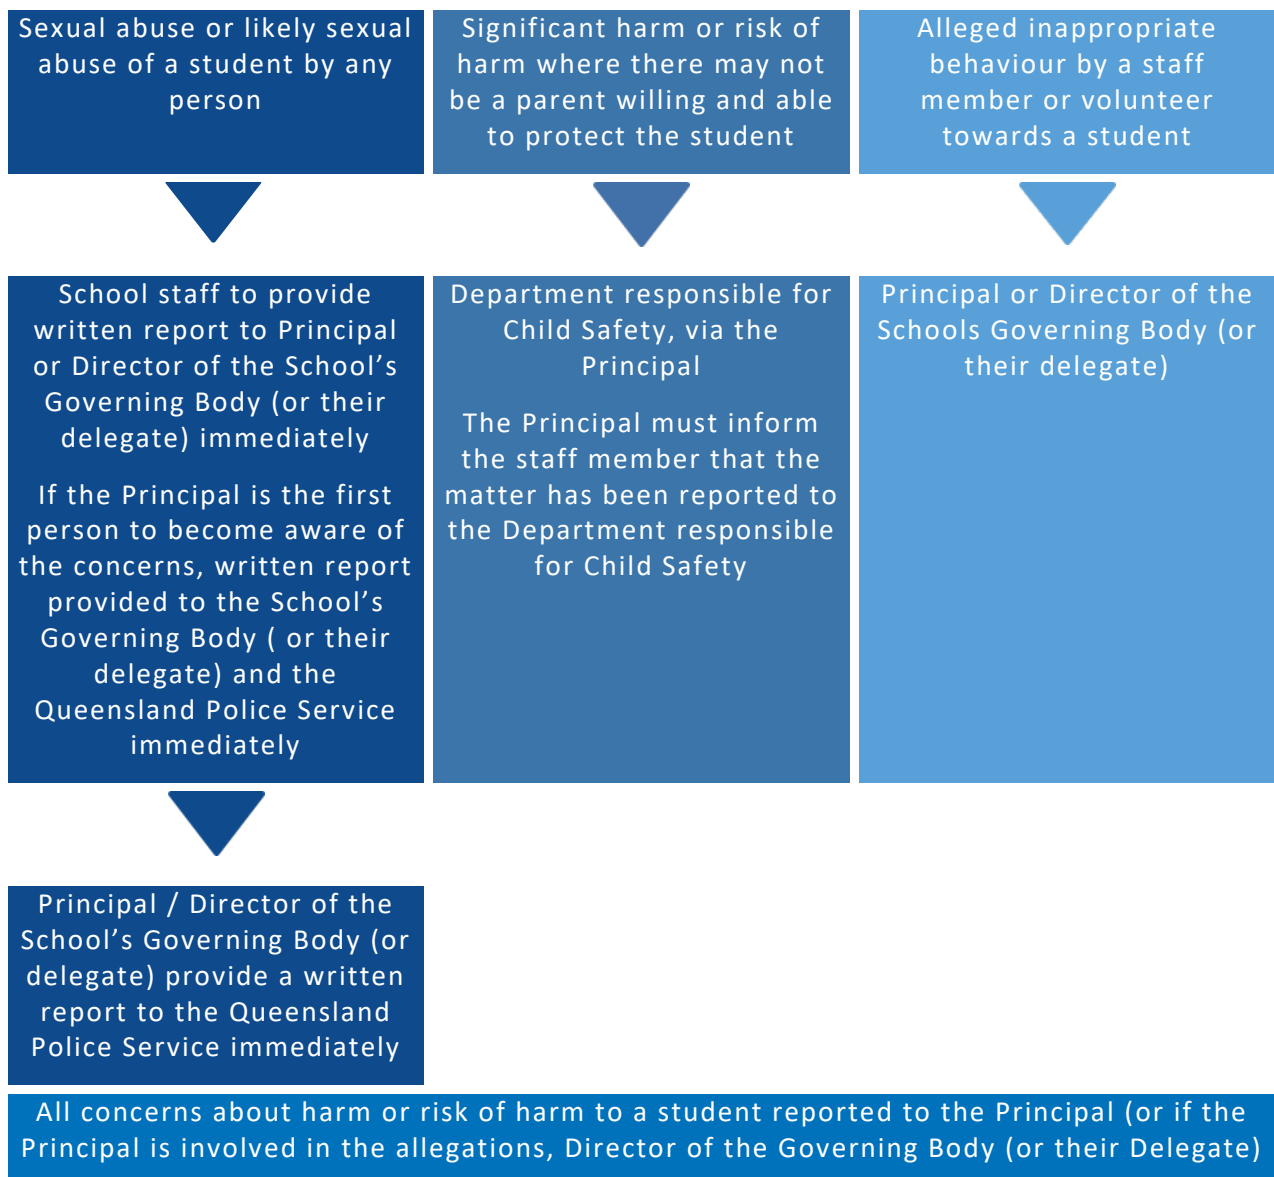 Sexual abuse or likely sexual
abuse of a student by any
person
Significant harm or risk of
harm where there may not
be a parent willing and able
to protect the student
Alleged inappropriate
behaviour by a staff
member or volunteer
towards a student
School staff to provide
written report to Principal
or Director of the School’s
Governing Body (or their
delegate) immediately
If the Principal is the first
person to become aware of
the concerns, written report
provided to the School’s
Governing Body ( or their
delegate) and the
Queensland Police Service
immediately
Department responsible for
Child Safety, via the
Principal
The Principal must inform
the staff member that the
matter has been reported to
the Department responsible
for Child Safety
Principal or Director of the
Schools Governing Body (or
their delegate)
Principal / Director of the
School’s Governing Body (or
delegate) provide a written
report to the Queensland
Police Service immediately
All concerns about harm or risk of harm to a student reported to the Principal (or if the
Principal is involved in the allegations, Director of the Governing Body (or their Delegate)